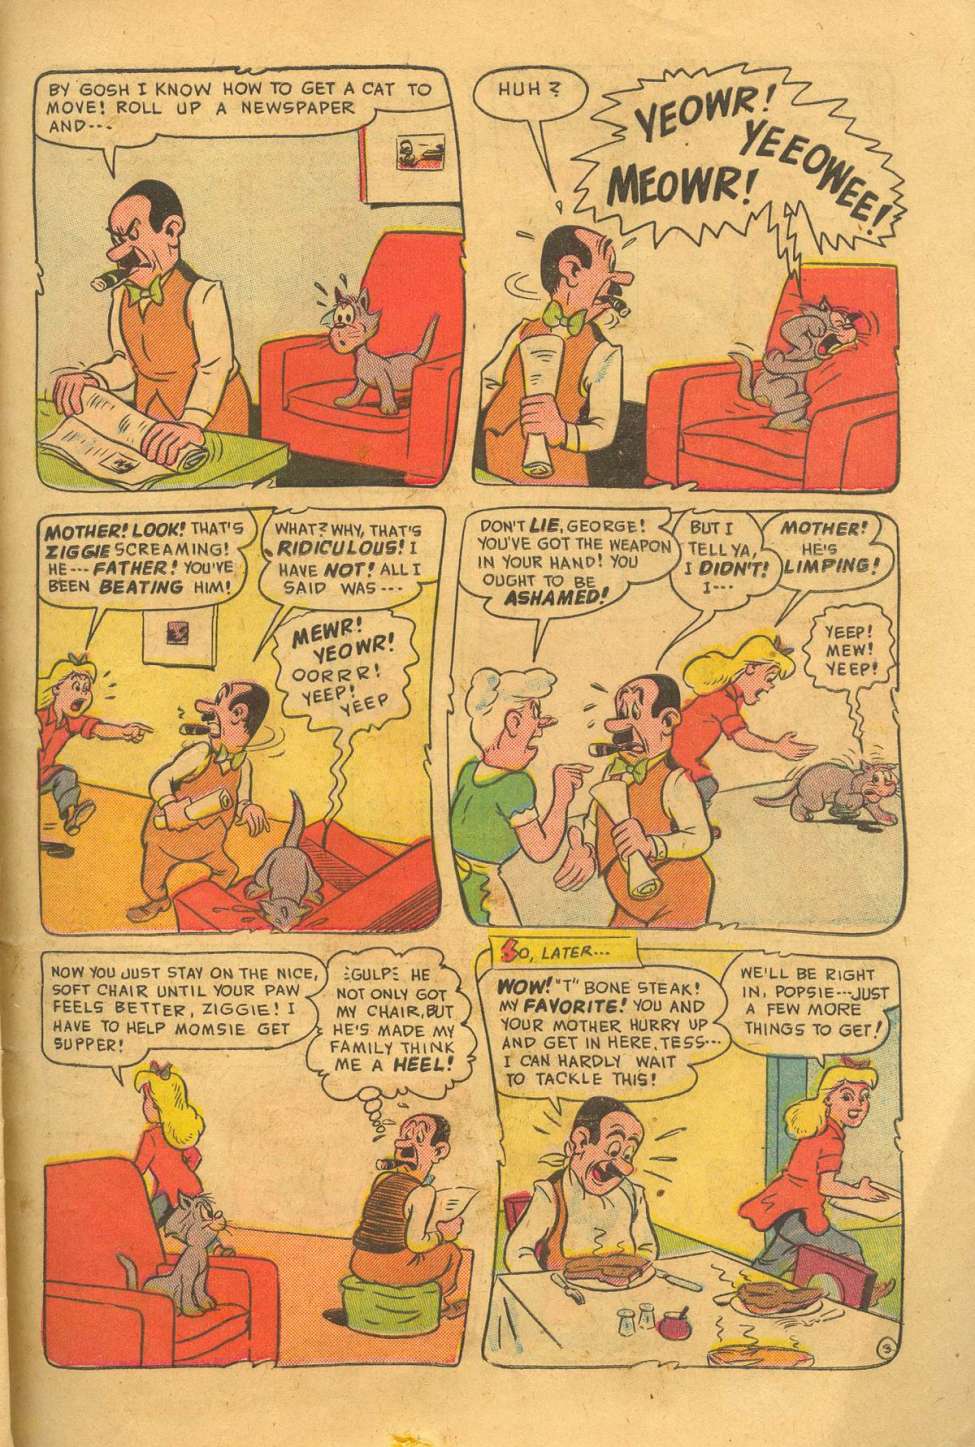 BY GOSH I KNOW HOW TO GET A CAT TO
MOVE! ROLL UP A NEWSPAPER
AND---
HUH?
YEOWR!
YEEOWEE!
MEOWR!
MOTHER! LOOK! THAT'S
ZIGGIE SCREAMING!
HE--- FATHER! YOU'VE
BEEN BEATING HIM!
WHAT? WHY, THAT'S
RIDICULOUS! I
HAVE NOT! ALL I
SAID WAS---
MEWR!
YEOWR!
OORRR!
YEEP!
YEEP
DON'T LIE, GEORGE!
YOU'VE GOT THE WEAPON
IN YOUR HAND! YOU
OUGHT TO BE
ASHAMED!
BUT I
TELL YA,
I DIDN'T!
I---
MOTHER!
HE'S
LIMPING!
YEEP!
MEW!
YEEP!
NOW YOU JUST STAY ON THE NICE,
SOFT CHAIR UNTIL YOUR PAW
FEELS BETTER, ZIGGIE! I
HAVE TO HELP MOMSIE GET
SUPPER!
GULP HE
NOT ONLY GOT
MY CHAIR, BUT
HE'S MADE MY
FAMILY THINK
ME A HEEL!
SO, LATER...
WOW! "T" BONE STEAK!
MY FAVORITE! YOU AND
YOUR MOTHER HURRY UP
AND GET IN HERE, TESS---
I CAN HARDLY WAIT
TO TACKLE THIS!
WE'LL BE RIGHT
IN, POPSIE---JUST
A FEW MORE
THINGS TO GET!
3